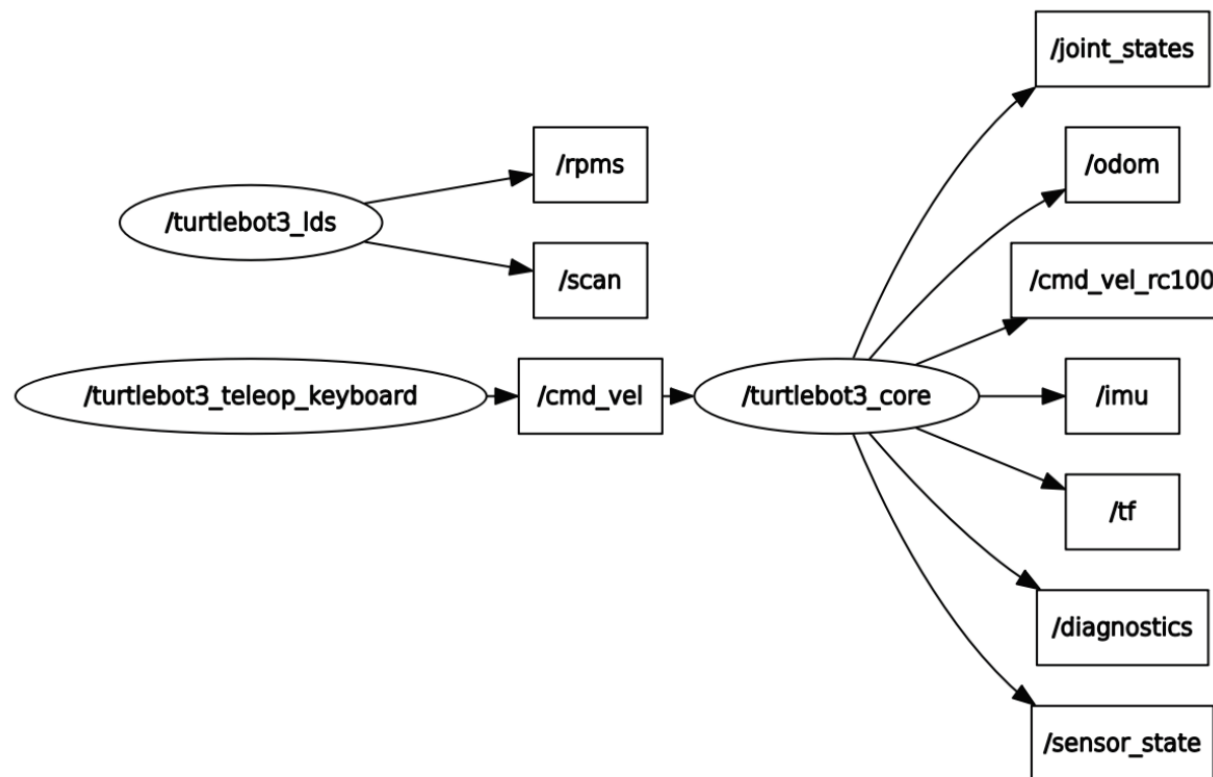 /joint_states
/rpms
/odom
/turtlebot3_lds
/scan
/cmd_vel_rc100
/turtlebot3_teleop_keyboard
/cmd_vel
/turtlebot3_core
/imu
/tf
/diagnostics
/sensor_state